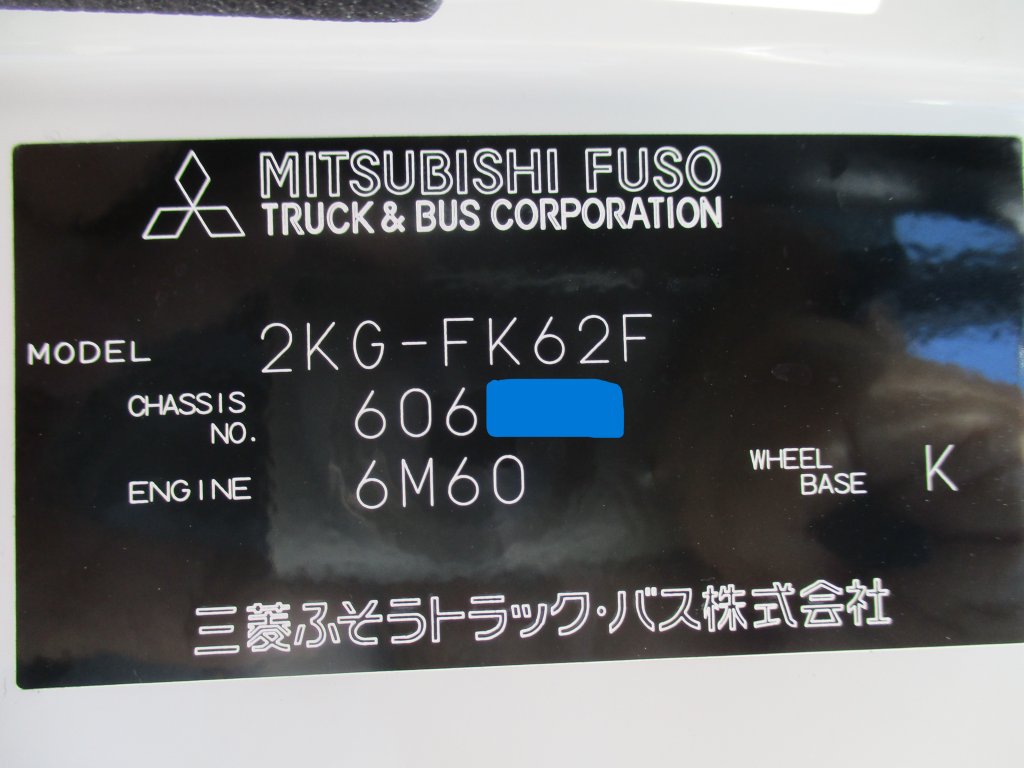 MITSUBISHI FUSO
TRUCK & BUS CORPORATION
MODEL 2KG-FK62F
CHASSIS NO. 606
ENGINE 6M60
WHEEL BASE K
三菱ふそうトラック・バス株式会社